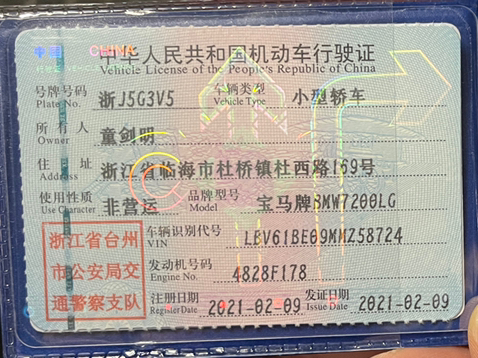 中国 CHINA
中华人民共和国机动车行驶证
Vehicle License of the People's Republic of China
号牌号码 浙J5G3V5 车辆类型 小型轿车
Plate No. Vehicle Type
所有人 童剑明
Owner
住址 浙江省临海市杜桥镇杜西路169号
Address
使用性质 非营运 品牌型号 宝马牌BMW7200LG
Use Character Model
浙江省台州 车辆识别代号 LBV61BE09MMZ58724
VIN
市公安局交 发动机号码 4828F178
Engine No.
通警察支队 注册日期 2021-02-09 发证日期 2021-02-09
Register Date Issue Date